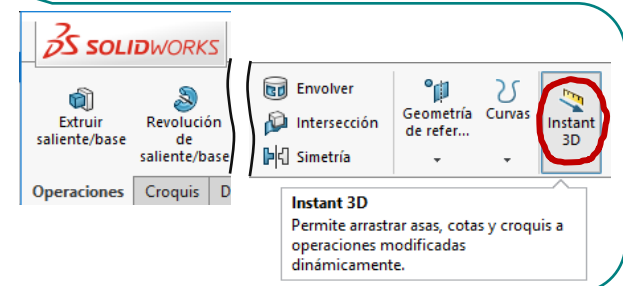 SOLIDWORKS
Extruir
saliente/base
Revolución
de
saliente/base
Envolver
Intersección
Simetría
Geometría
de refer...
Curvas
Instant
3D
Operaciones
Croquis
D
Instant 3D
Permite arrastrar asas, cotas y croquis a
operaciones modificadas
dinámicamente.